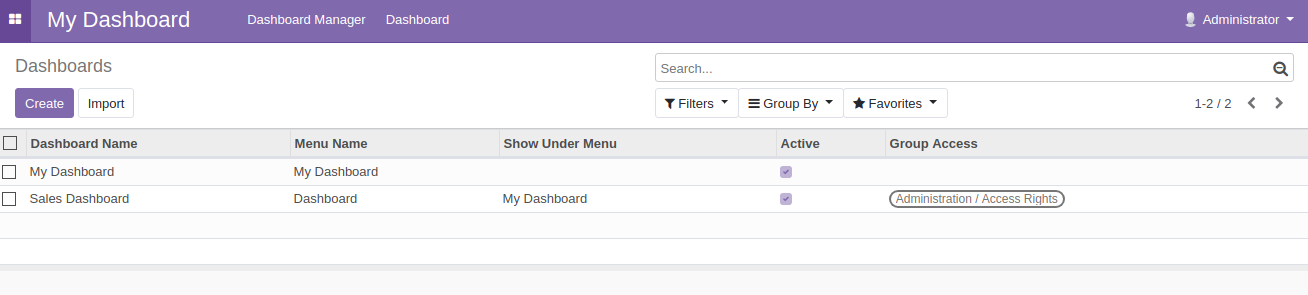 My Dashboard Dashboard Manager Dashboard Administrator
Dashboards Search...
Create Import Filters Group By Favorites 1-2 / 2
Dashboard Name Menu Name Show Under Menu Active Group Access
My Dashboard My Dashboard
Sales Dashboard Dashboard My Dashboard Administration / Access Rights